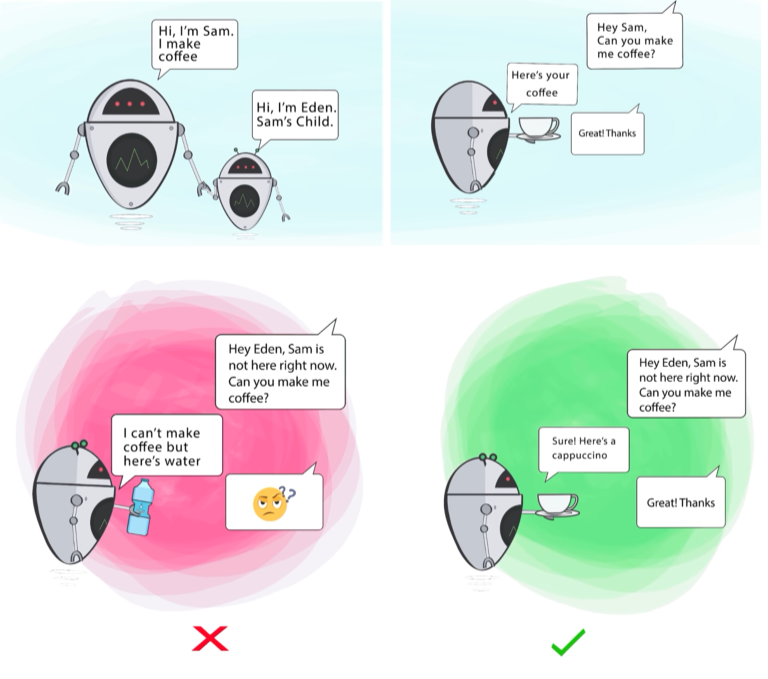 Hi, I'm Sam.
I make
coffee
Hi, I'm Eden.
Sam's Child.
Hey Sam,
Can you make
me coffee?
Here's your
coffee
Great! Thanks
Hey Eden, Sam is
not here right now.
Can you make me
coffee?
I can't make
coffee but
here's water
??
Hey Eden, Sam is
not here right now.
Can you make me
coffee?
Sure! Here's a
cappuccino
Great! Thanks